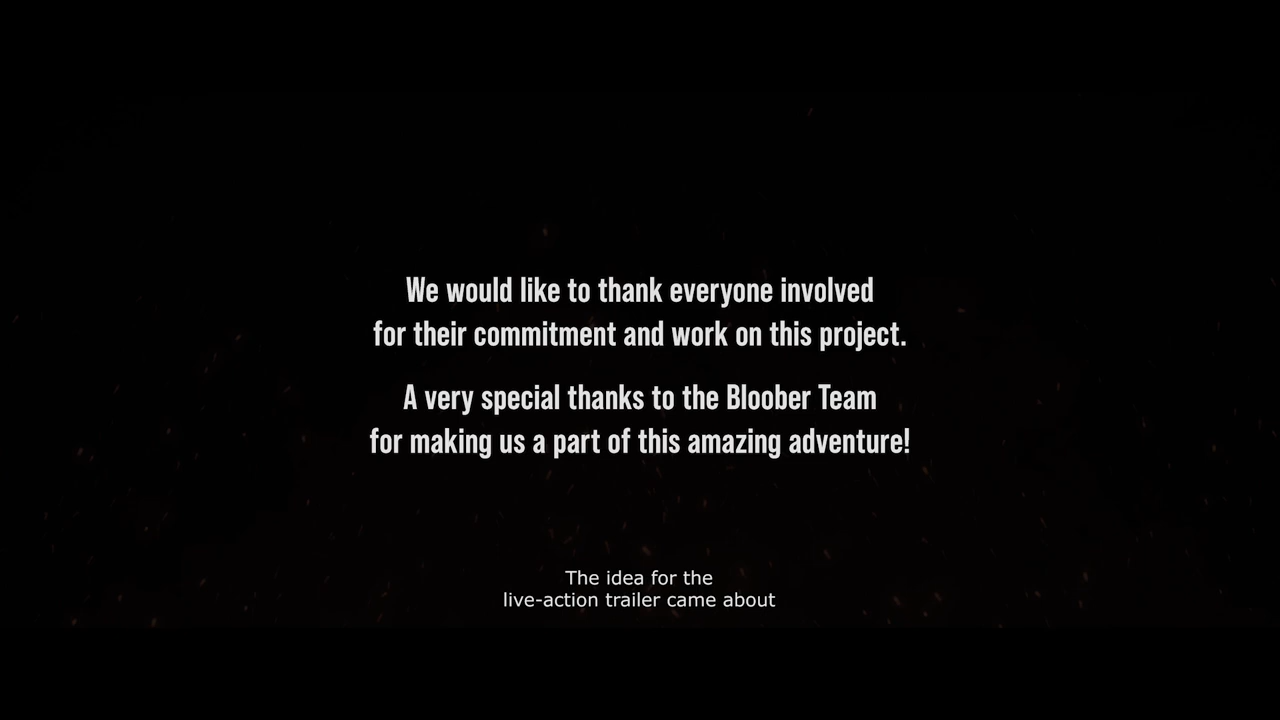 We would like to thank everyone involved
for their commitment and work on this project.
A very special thanks to the Bloober Team
for making us a part of this amazing adventure!
The idea for the
live-action trailer came about